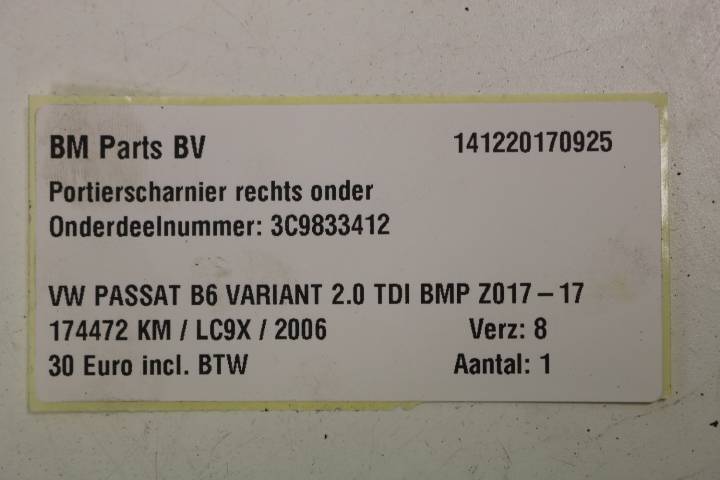 BM Parts BV 141220170925
Portierscharnier rechts onder
Onderdeelnummer: 3C9833412
VW PASSAT B6 VARIANT 2.0 TDI BMP Z017-17
174472 KM / LC9X / 2006 Verz: 8
30 Euro incl. BTW Aantal: 1